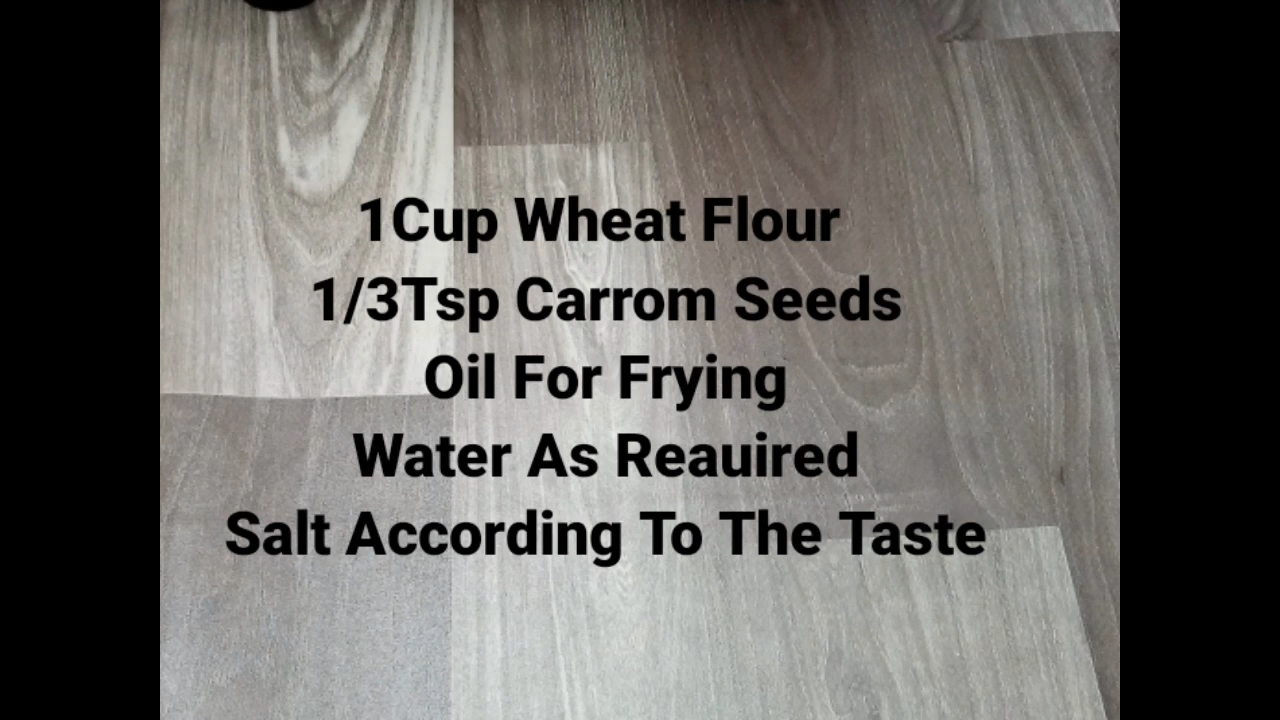 1Cup Wheat Flour
1/3Tsp Carrom Seeds
Oil For Frying
Water As Reauired
Salt According To The Taste